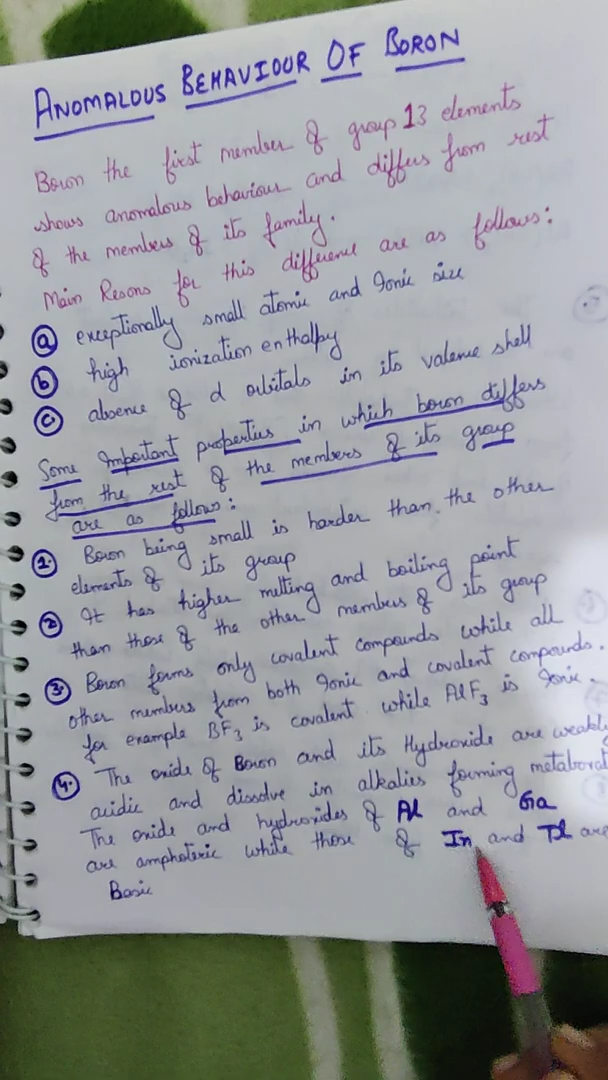 ANOMALOUS BEHAVIOUR OF BORON
Boron the first member of group 13 elements
shows anomalous behaviour and differs from rest
of the members of its family.
Main Resons for this difference are as follows:
a exceptionally small atomic and Ionic size
b high ionization enthalpy
c absence of d orbitals in its valence shell
Some Important properties in which boron differs
from the rest of the members of its group
are as follows:
1. Boron being small is harder than the other
elements of its group
2 It has higher melting and boiling point
than those of the other members of its group
3. Boron forms only covalent compounds while all
other members from both Ionic and covalent compounds.
for example BF3 is covalent while AlF3 is Ionic.
4. The oxide of Boron and its Hydroxide are weakly
acidic and dissolve in alkalies forming metaborat
The oxide and hydroxides of Al and Ga
are amphoteric while those of In and Tl are
Basic